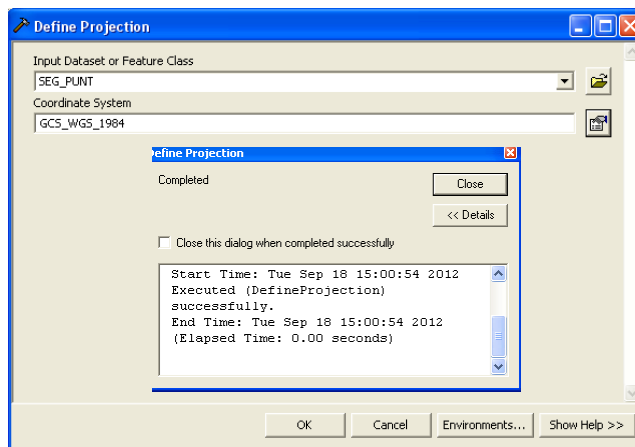 Define Projection
Input Dataset or Feature Class
SEG_PUNT
Coordinate System
GCS_WGS_1984
efine Projection
Completed
Close
<< Details
Close this dialog when completed successfully
Start Time: Tue Sep 18 15:00:54 2012
Executed (DefineProjection)
successfully.
End Time: Tue Sep 18 15:00:54 2012
(Elapsed Time: 0.00 seconds)
OK
Cancel
Environments...
Show Help >>